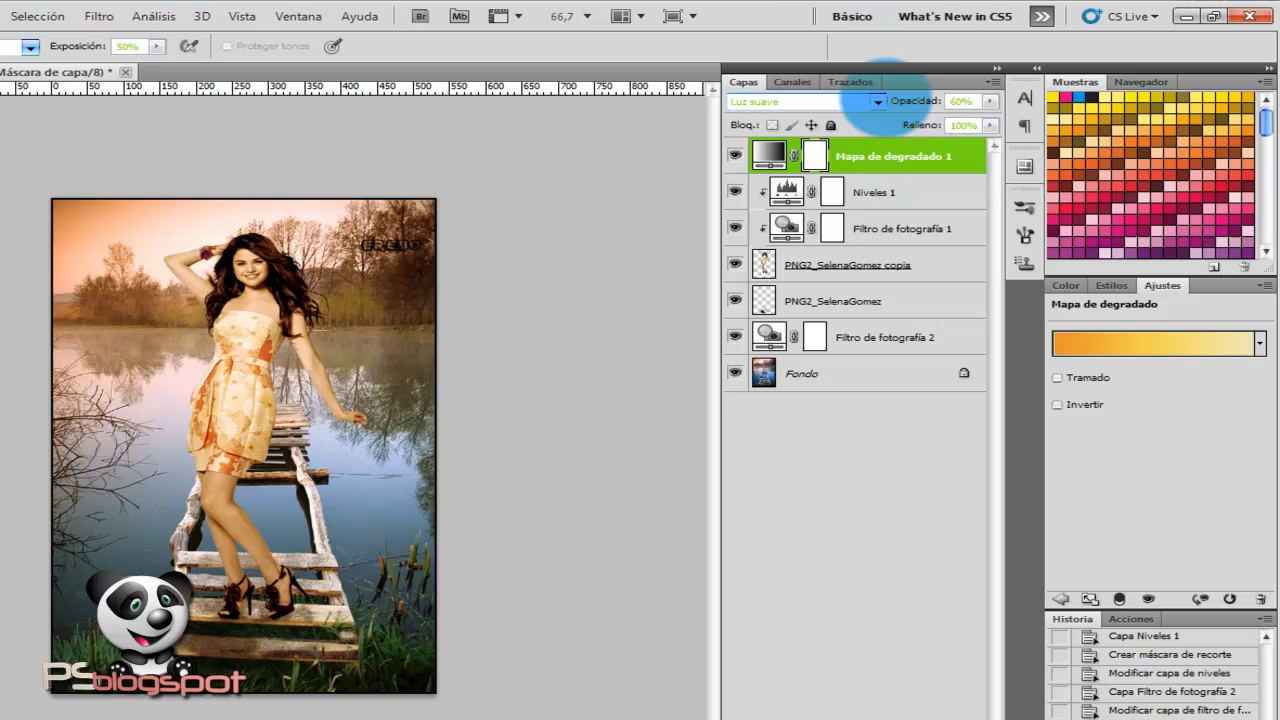 Selección Filtro Análisis 3D Vista Ventana Ayuda Br Mb 66,7 Básico What's New in CS5 CS Live
Exposición: 50% Proteger tonos
Máscara de capa/8) *
50 0 50 100 150 200 250 300 350 400 450 500 550 600 650 700 750 800 850
Capas Canales Trazados
Luz suave Opacidad: 60%
Bloq.: Relleno: 100%
Mapa de degradado 1
Niveles 1
Filtro de fotografía 1
PNG2_SelenaGomez copia
PNG2_SelenaGomez
Filtro de fotografía 2
Fondo
Muestras Navegador
Color Estilos Ajustes
Mapa de degradado
Tramado
Invertir
Historia Acciones
Capa Niveles 1
Crear máscara de recorte
Modificar capa de niveles
Capa Filtro de fotografía 2
Modificar capa de filtro de f...
PSblogspot